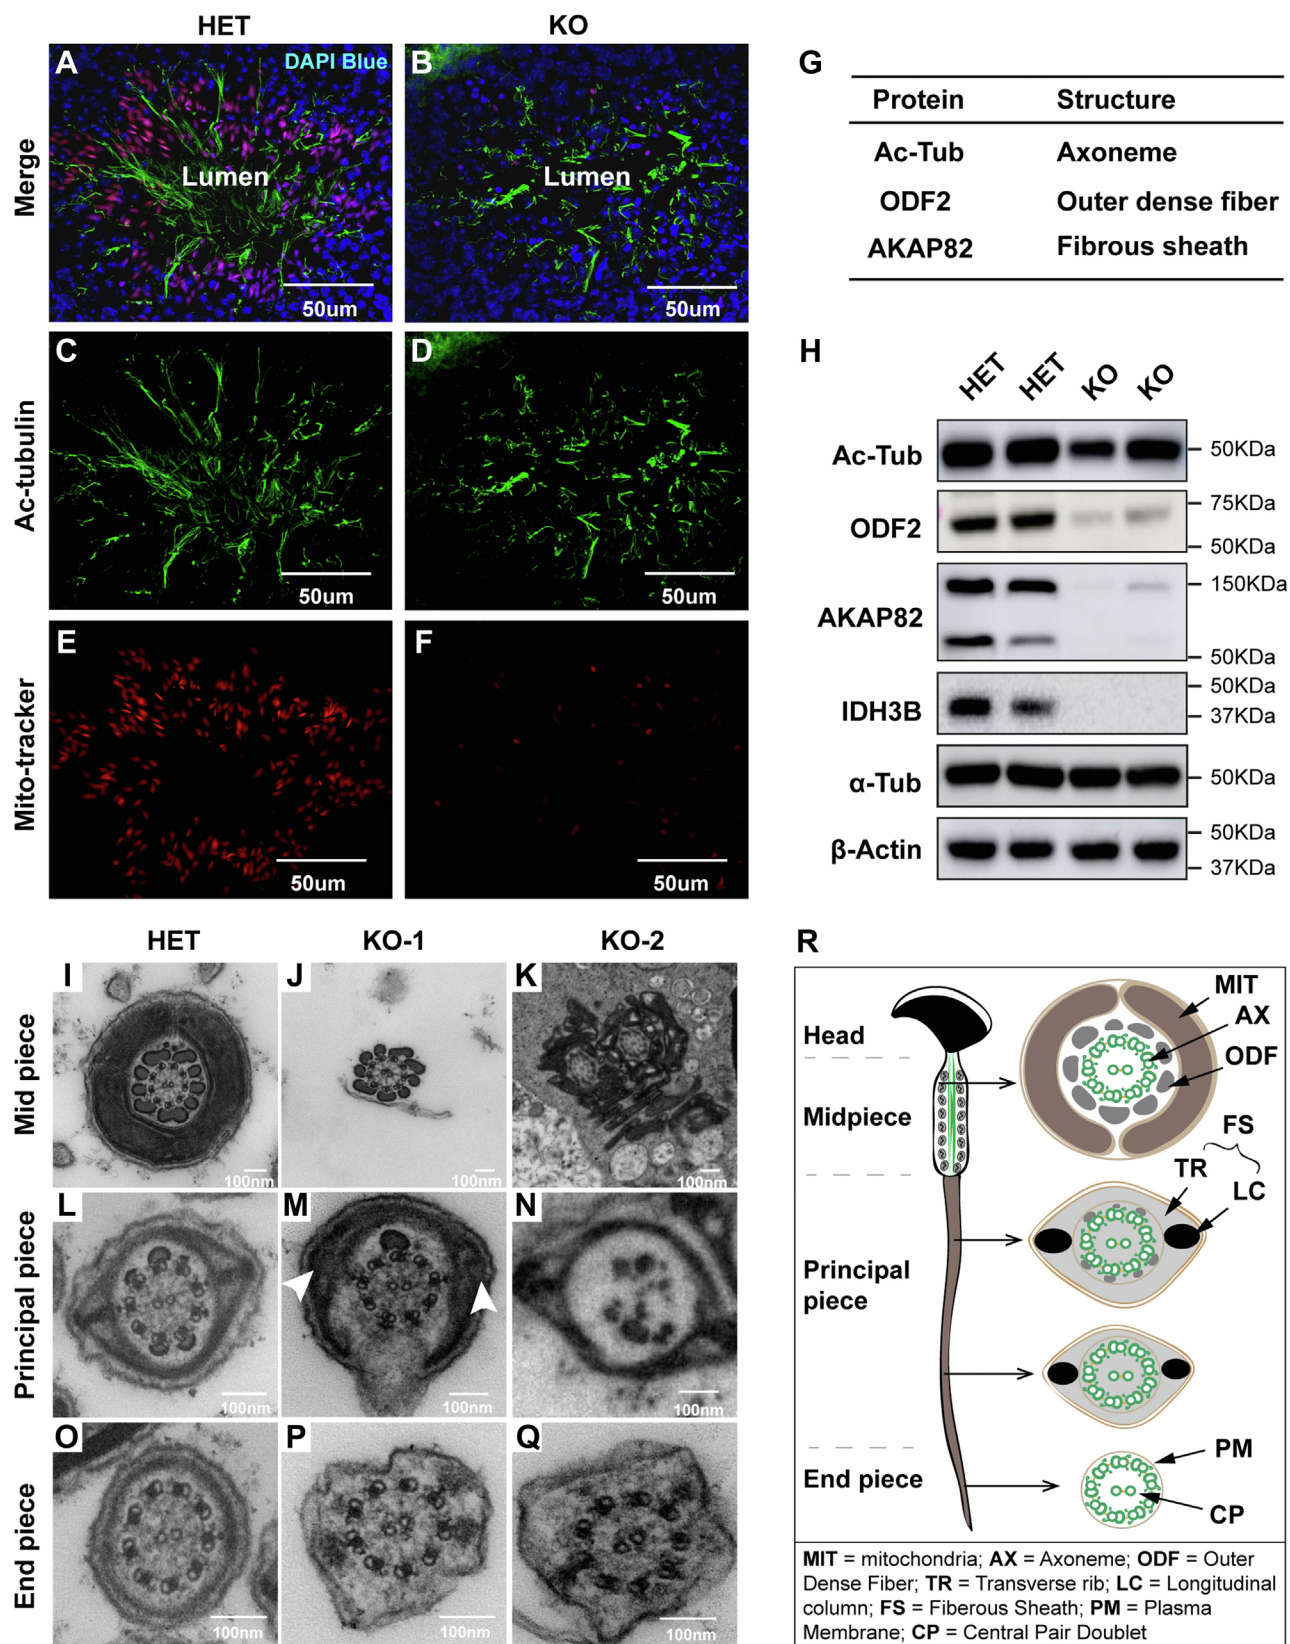 HET KO
Merge
A DAPI Blue
Lumen
50um
B
Lumen
50um
Ac-tubulin
C
50um
D
50um
Mito-tracker
E
50um
F
50um
G
Protein Structure
Ac-Tub Axoneme
ODF2 Outer dense fiber
AKAP82 Fibrous sheath
H
HET HET KO KO
Ac-Tub 50KDa
ODF2 75KDa
50KDa
AKAP82 150KDa
50KDa
IDH3B 50KDa
37KDa
α-Tub 50KDa
β-Actin 50KDa
37KDa
HET KO-1 KO-2
Mid piece
I
100nm
J
100nm
K
100nm
Principal piece
L
100nm
M
100nm
N
100nm
End piece
O
100nm
P
100nm
Q
100nm
R
Head
Midpiece
Principal
piece
End piece
MIT
AX
ODF
FS
TR
LC
PM
CP
MIT = mitochondria; AX = Axoneme; ODF = Outer
Dense Fiber; TR = Transverse rib; LC = Longitudinal
column; FS = Fiberous Sheath; PM = Plasma
Membrane; CP = Central Pair Doublet